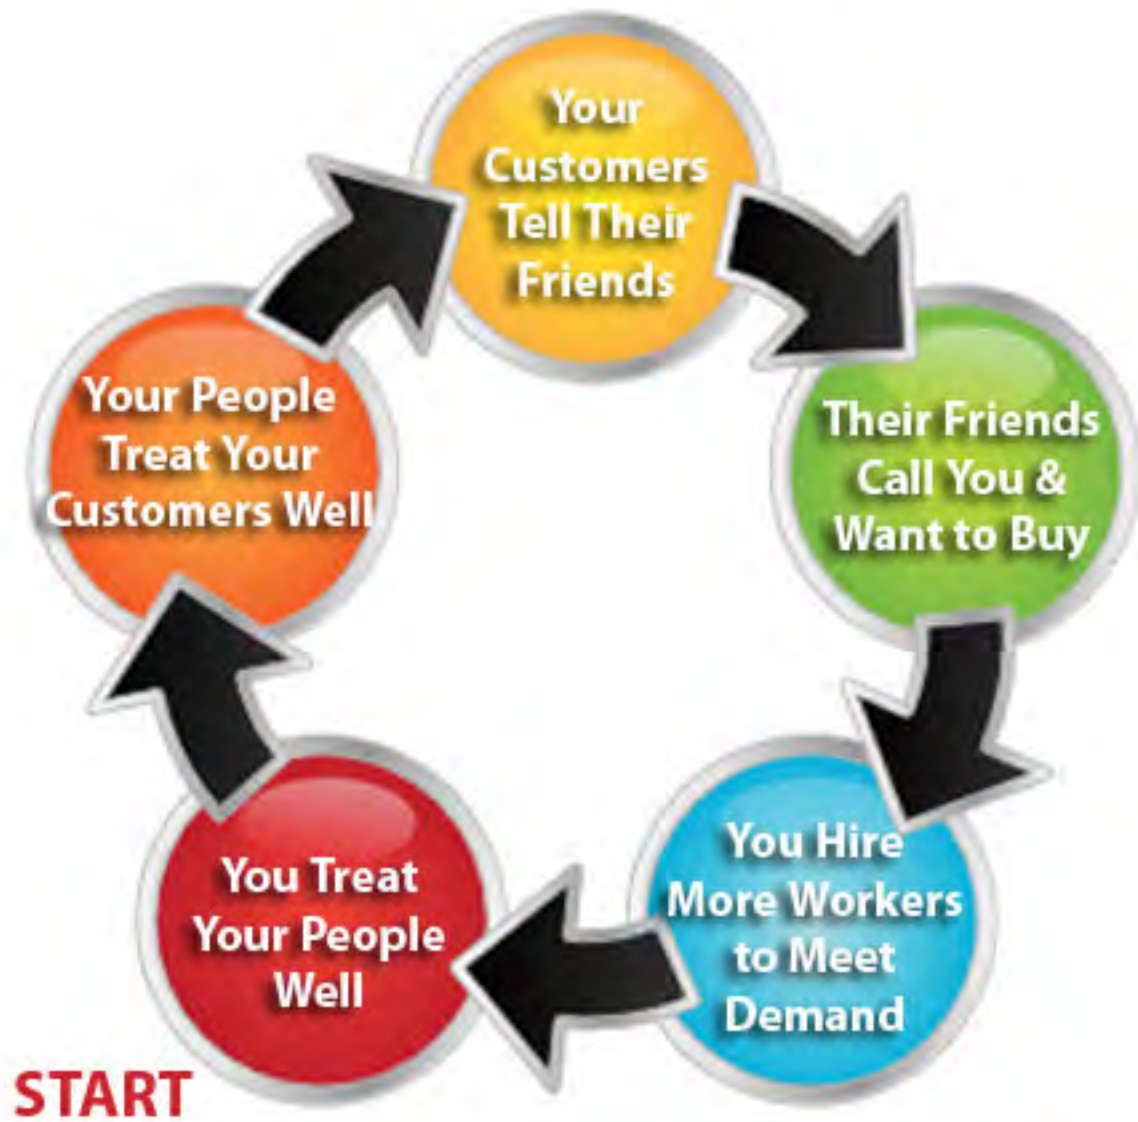 Your
Customers
Tell Their
Friends
Their Friends
Call You &
Want to Buy
You Hire
More Workers
to Meet
Demand
You Treat
Your People
Well
Your People
Treat Your
Customers Well
START